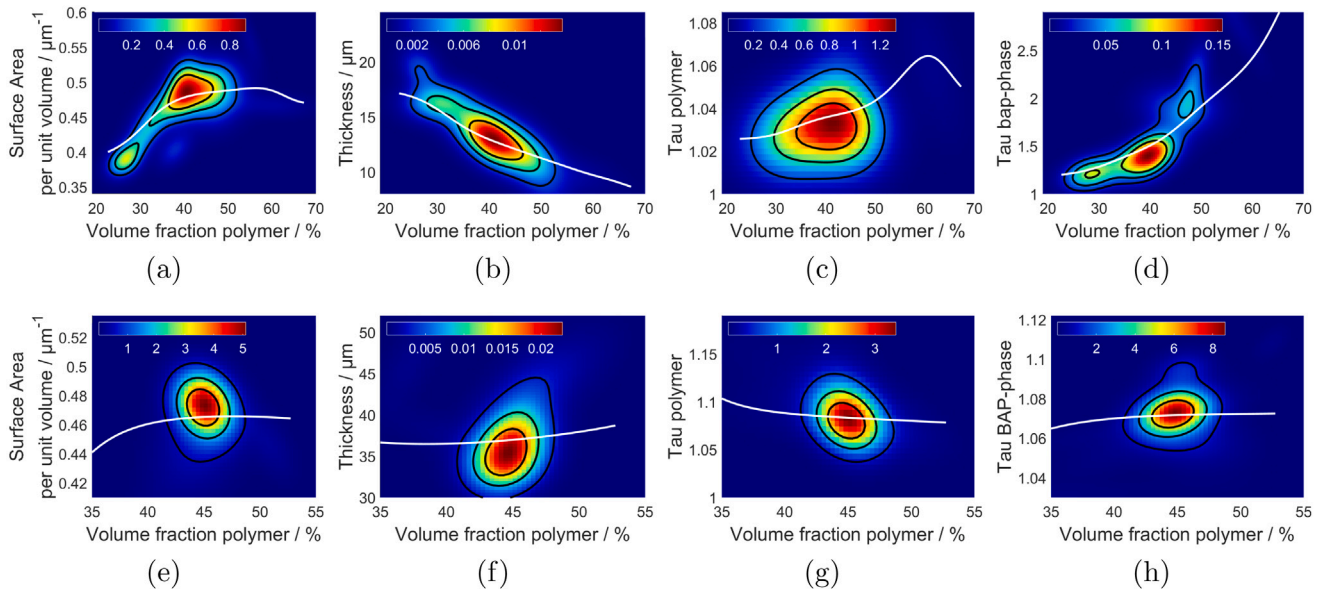 0.6
0.55
0.5
0.45
0.4
0.35
0.2 0.4 0.6 0.8
Surface Area
per unit volume / µm⁻¹
20 30 40 50 60 70
Volume fraction polymer / %
(a)
20
15
10
0.002 0.006 0.01
Thickness / µm
20 30 40 50 60 70
Volume fraction polymer / %
(b)
1.08
1.06
1.04
1.02
1
0.2 0.4 0.6 0.8 1 1.2
Tau polymer
20 30 40 50 60 70
Volume fraction polymer / %
(c)
2.5
2
1.5
1
0.05 0.1 0.15
Tau bap-phase
20 30 40 50 60 70
Volume fraction polymer / %
(d)
0.52
0.5
0.48
0.46
0.44
0.42
1 2 3 4 5
Surface Area
per unit volume / µm⁻¹
35 40 45 50 55
Volume fraction polymer / %
(e)
50
45
40
35
30
0.005 0.01 0.015 0.02
Thickness / µm
35 40 45 50 55
Volume fraction polymer / %
(f)
1.15
1.1
1.05
1
1 2 3
Tau polymer
35 40 45 50 55
Volume fraction polymer / %
(g)
1.12
1.1
1.08
1.06
1.04
2 4 6 8
Tau BAP-phase
35 40 45 50 55
Volume fraction polymer / %
(h)